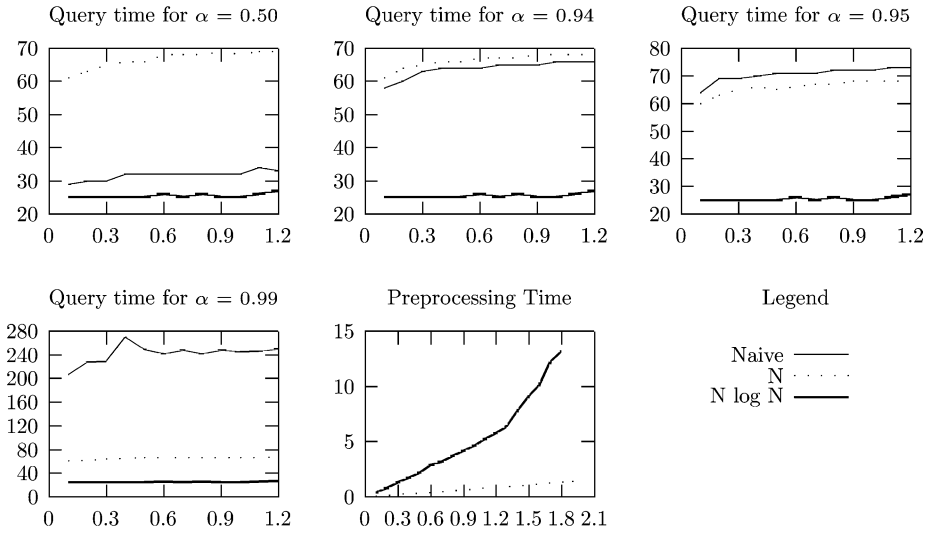 Query time for α = 0.50
Query time for α = 0.94
Query time for α = 0.95
70
60
50
40
30
20
0 0.3 0.6 0.9 1.2
70
60
50
40
30
20
0 0.3 0.6 0.9 1.2
80
70
60
50
40
30
20
0 0.3 0.6 0.9 1.2
Query time for α = 0.99
Preprocessing Time
Legend
280
240
200
160
120
80
40
0
0 0.3 0.6 0.9 1.2
15
10
5
0
0 0.3 0.6 0.9 1.2 1.5 1.8 2.1
Naive
N
N log N